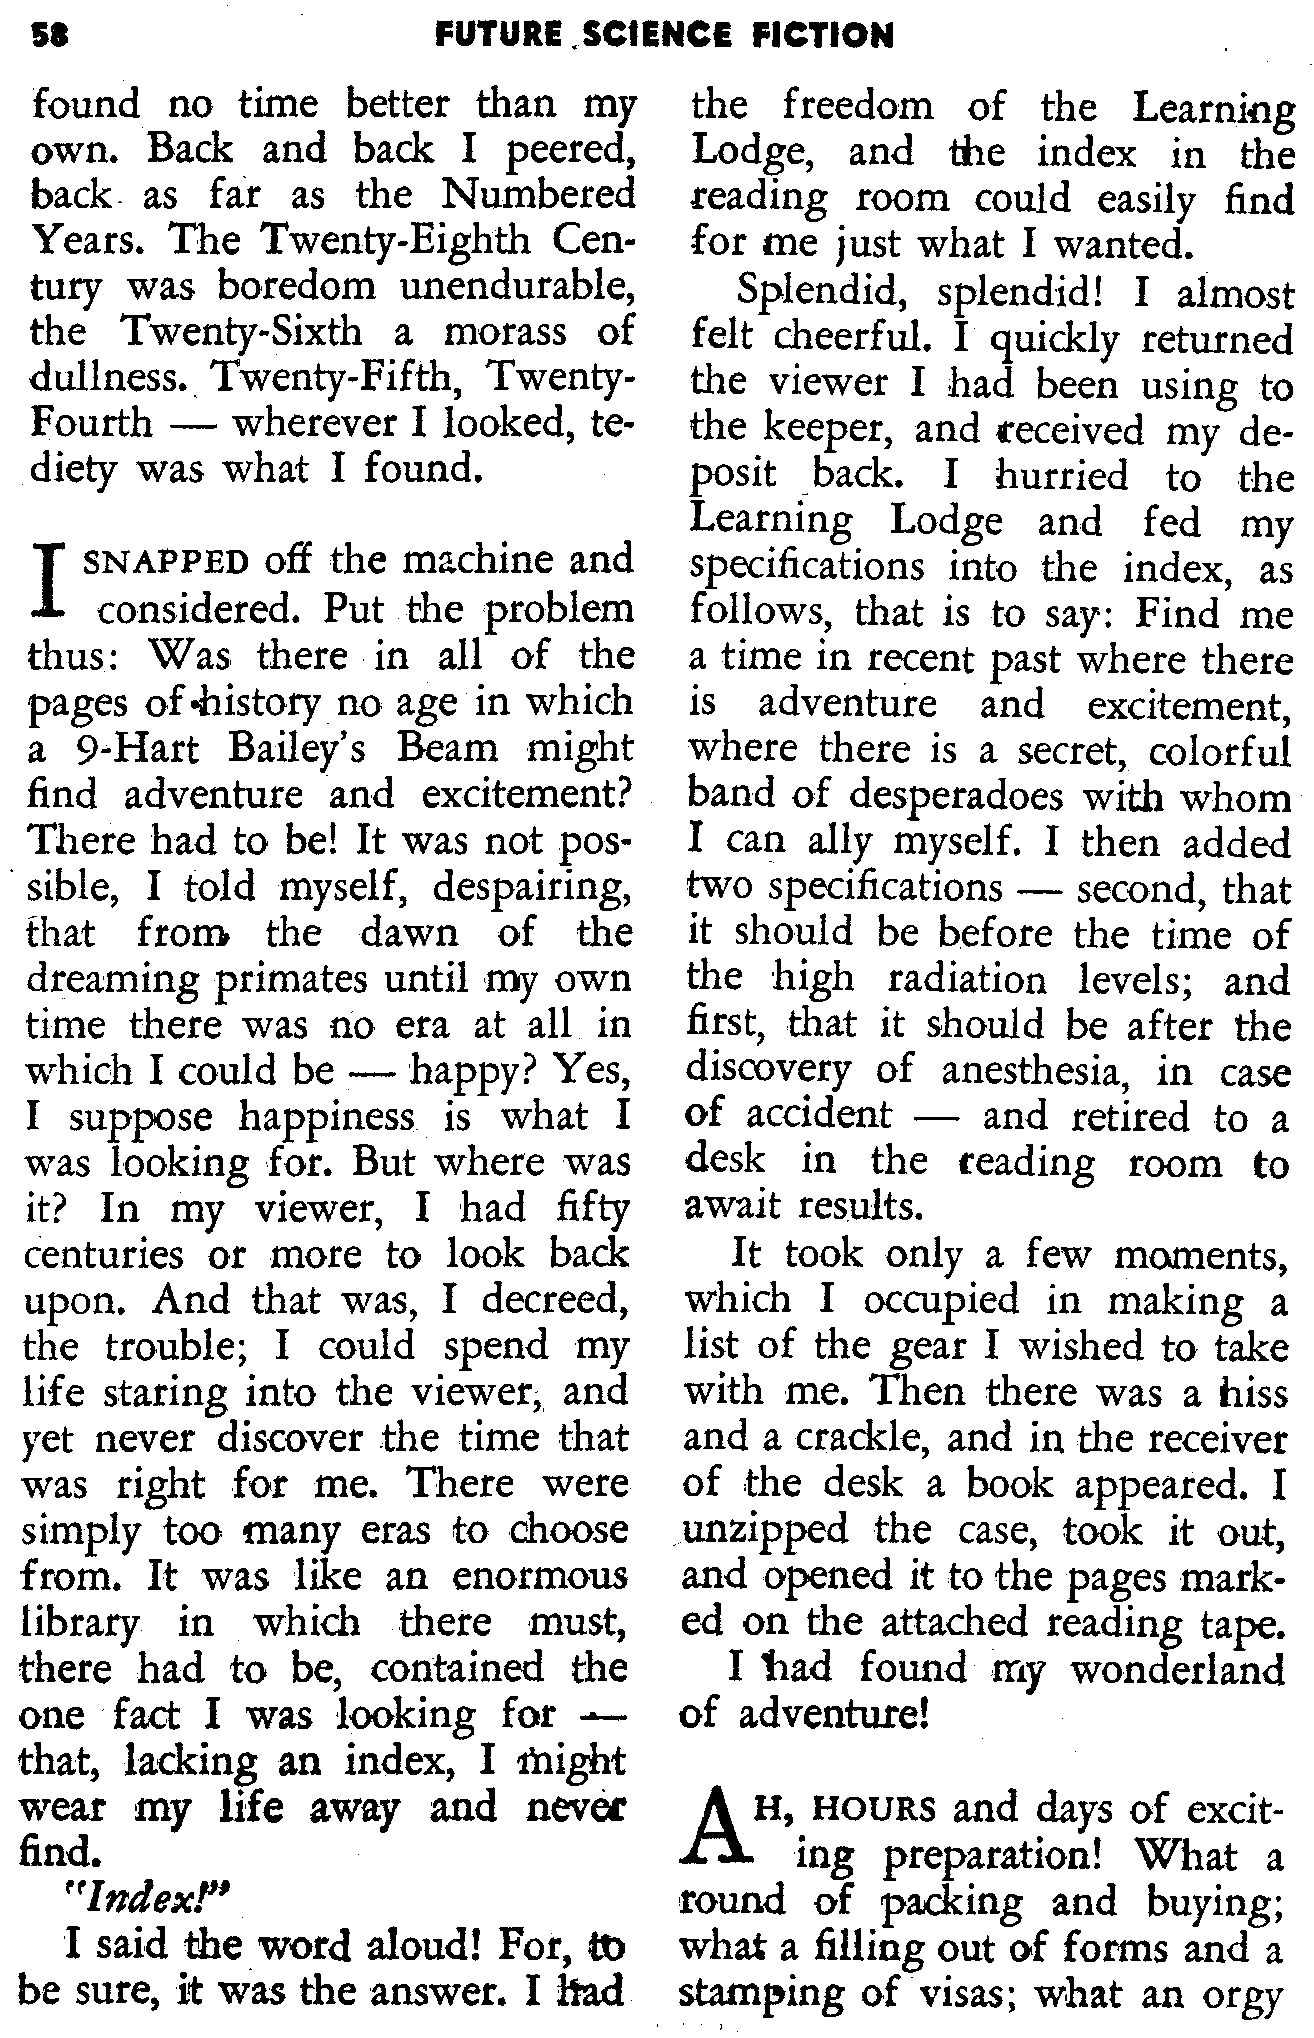 58
FUTURE SCIENCE FICTION
found no time better than my
own. Back and back I peered,
back as far as the Numbered
Years. The Twenty-Eighth Cen-
tury was boredom unendurable,
the Twenty-Sixth a morass of
dullness. Twenty-Fifth, Twenty-
Fourth — wherever I looked, te-
diety was what I found.
I SNAPPED off the machine and
considered. Put the problem
thus: Was there in all of the
pages of history no age in which
a 9-Hart Bailey's Beam might
find adventure and excitement?
There had to be! It was not pos-
sible, I told myself, despairing,
that from the dawn of the
dreaming primates until my own
time there was no era at all in
which I could be — happy? Yes,
I suppose happiness is what I
was looking for. But where was
it? In my viewer, I had fifty
centuries or more to look back
upon. And that was, I decreed,
the trouble; I could spend my
life staring into the viewer, and
yet never discover the time that
was right for me. There were
simply too many eras to choose
from. It was like an enormous
library in which there must,
there had to be, contained the
one fact I was looking for —
that, lacking an index, I might
wear my life away and never
find.
"Index!"
I said the word aloud! For, to
be sure, it was the answer. I had
the freedom of the Learning
Lodge, and the index in the
reading room could easily find
for me just what I wanted.
Splendid, splendid! I almost
felt cheerful. I quickly returned
the viewer I had been using to
the keeper, and received my de-
posit back. I hurried to the
Learning Lodge and fed my
specifications into the index, as
follows, that is to say: Find me
a time in recent past where there
is adventure and excitement,
where there is a secret, colorful
band of desperadoes with whom
I can ally myself. I then added
two specifications — second, that
it should be before the time of
the high radiation levels; and
first, that it should be after the
discovery of anesthesia, in case
of accident — and retired to a
desk in the reading room to
await results.
It took only a few moments,
which I occupied in making a
list of the gear I wished to take
with me. Then there was a hiss
and a crackle, and in the receiver
of the desk a book appeared. I
unzipped the case, took it out,
and opened it to the pages mark-
ed on the attached reading tape.
I had found my wonderland
of adventure!
AH, HOURS and days of excit-
ing preparation! What a
round of packing and buying;
what a filling out of forms and a
stamping of visas; what an orgy